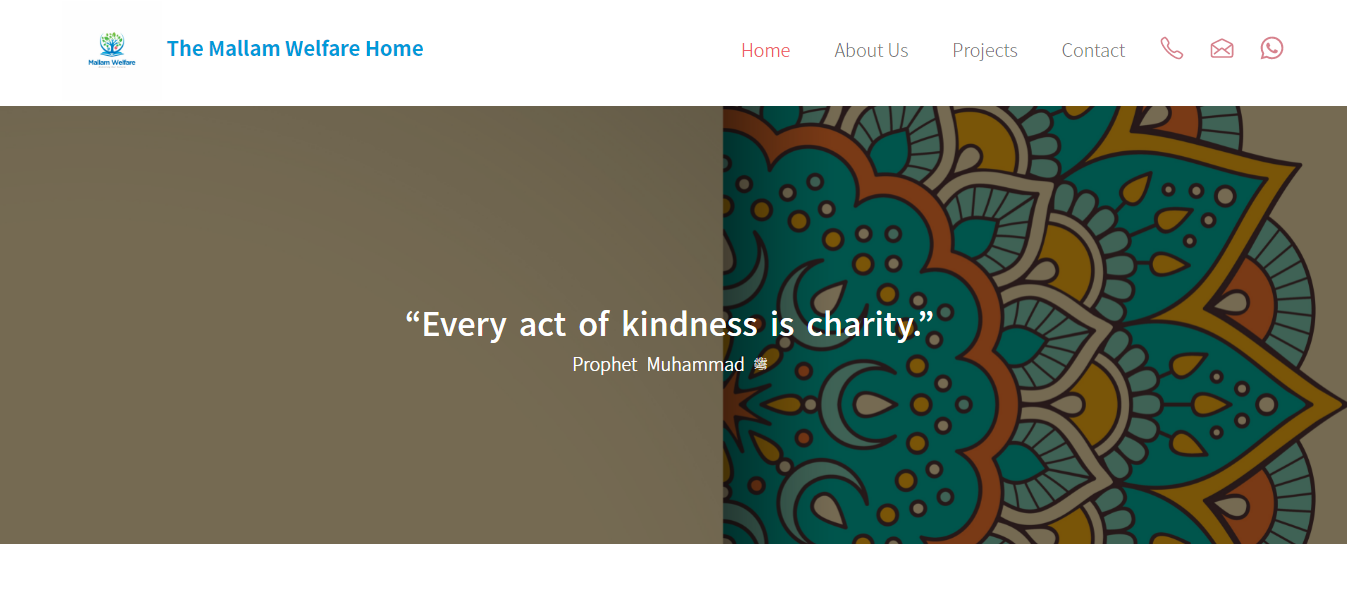 Mallam Welfare
The Mallam Welfare Home
Home About Us Projects Contact
“Every act of kindness is charity.”
Prophet Muhammad ﷺ